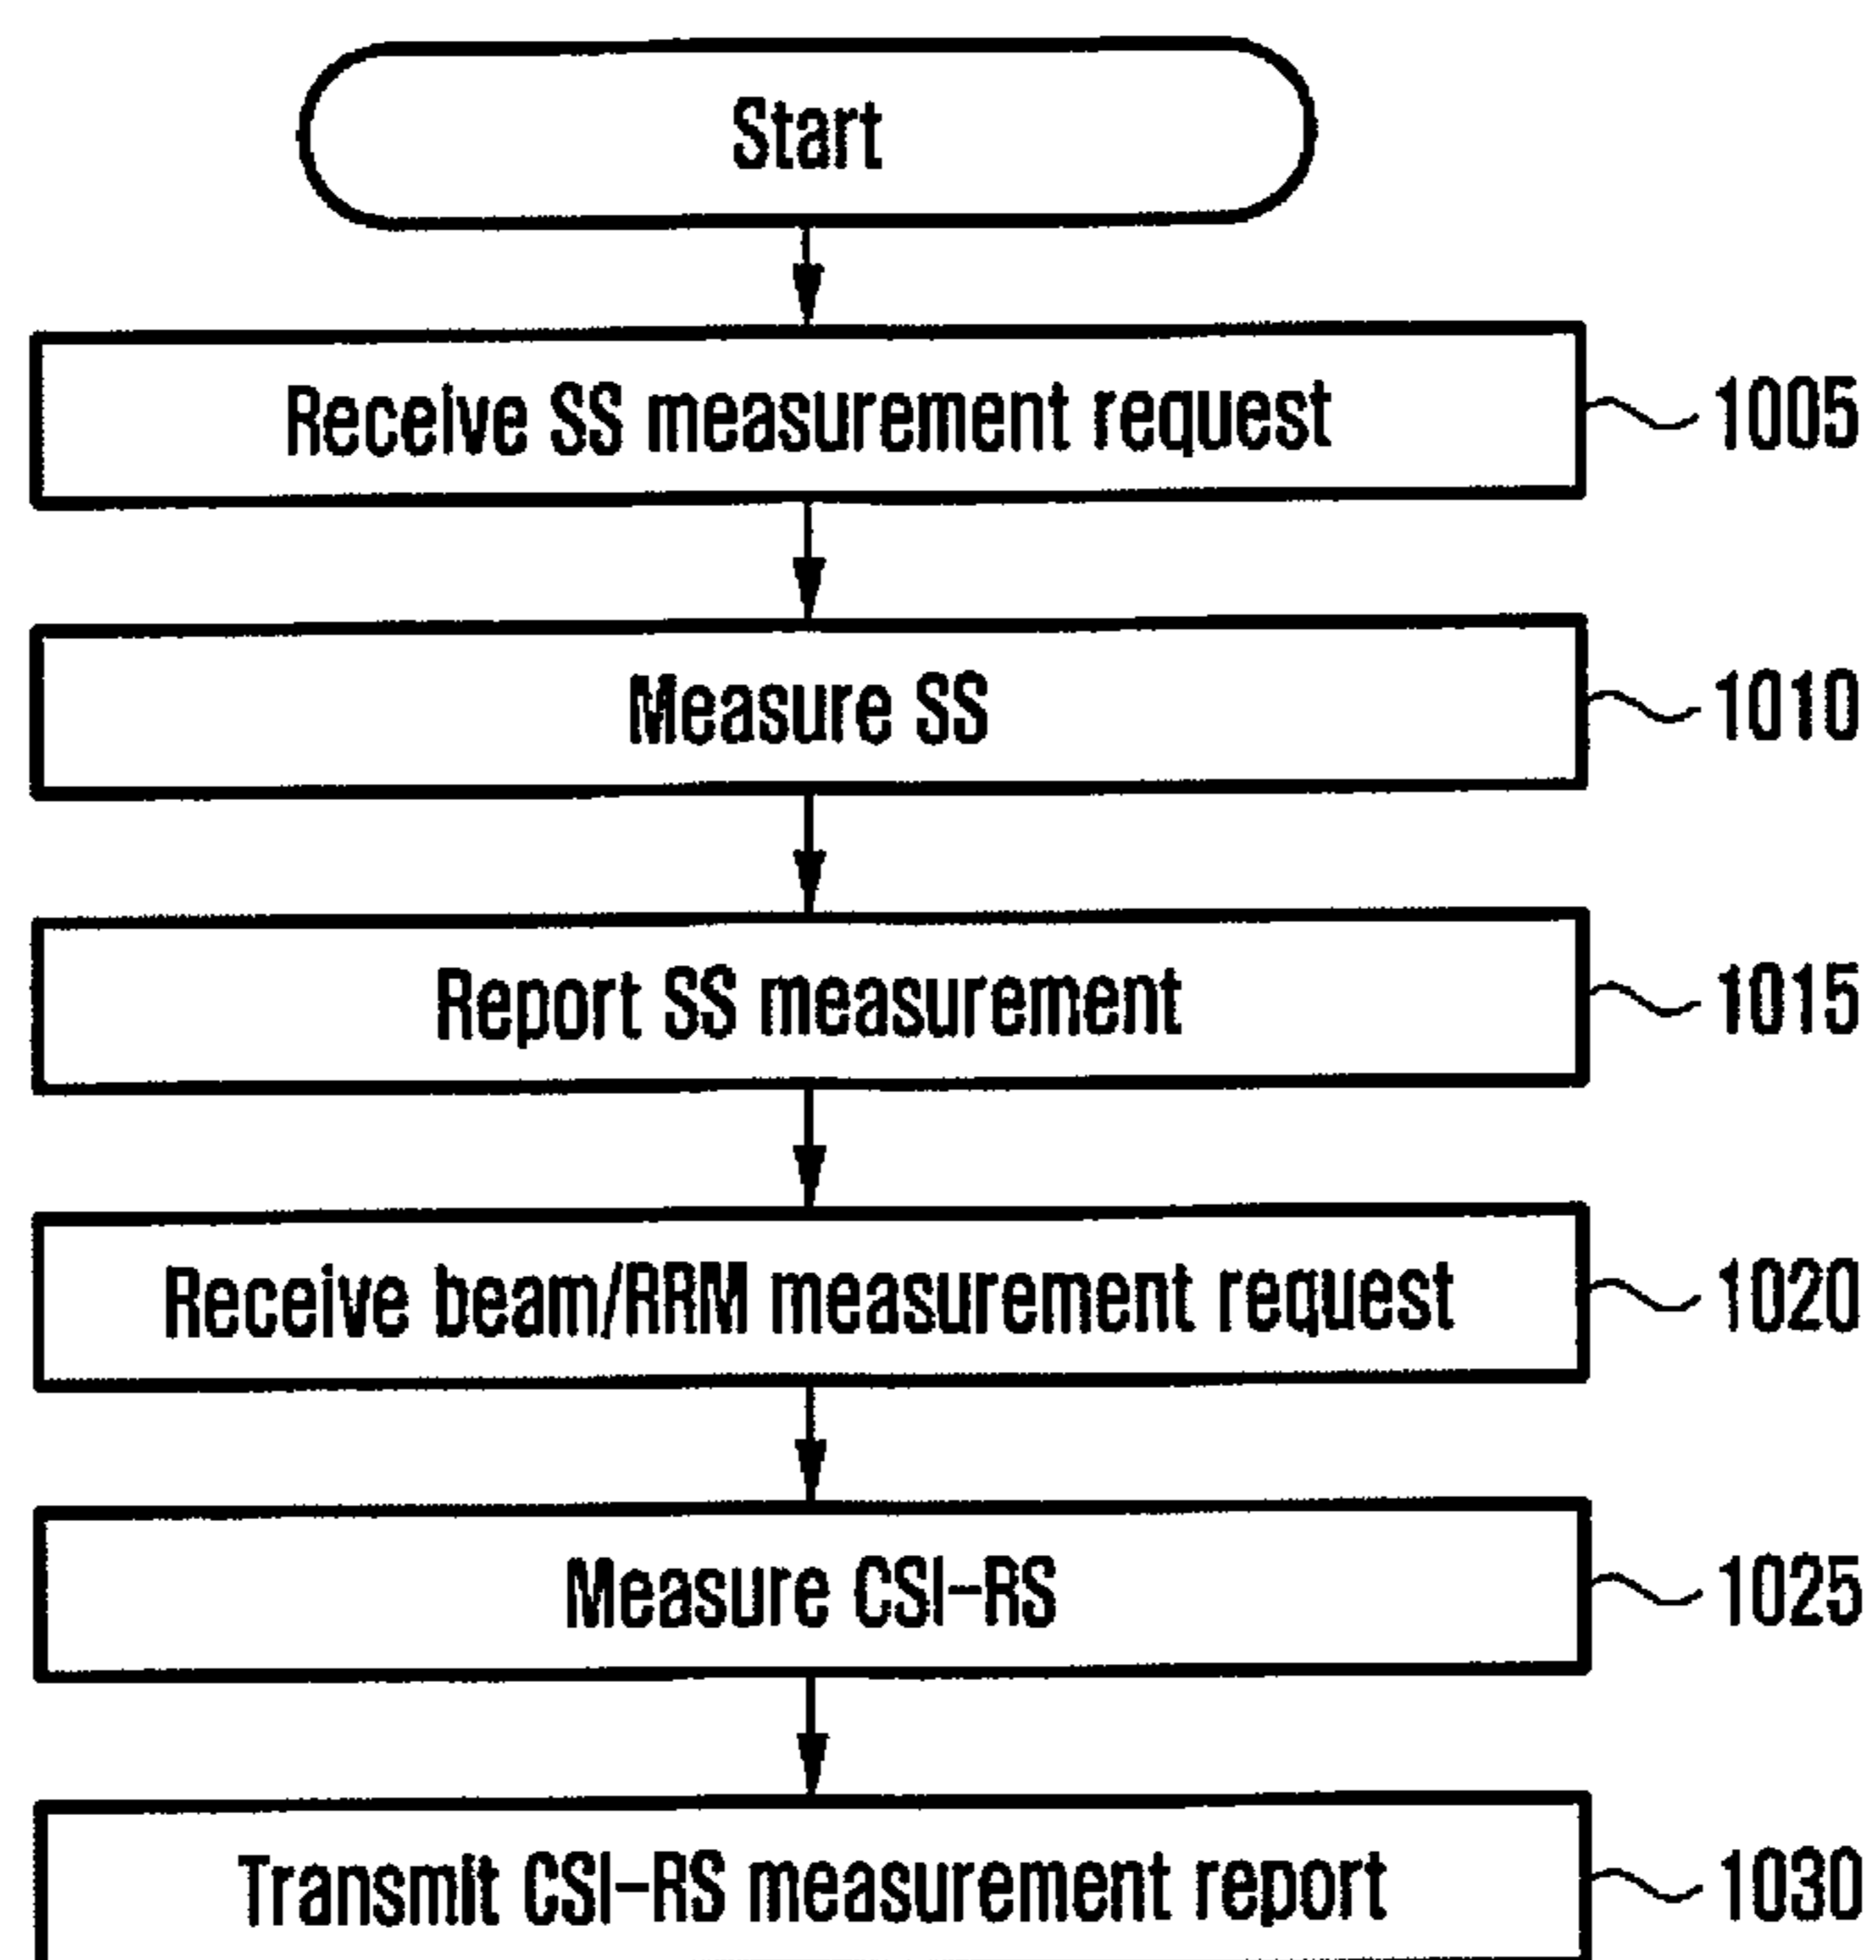 Start
Receive SS measurement request
1005
Measure SS
1010
Report SS measurement
1015
Receive beam/RRM measurement request
1020
Measure CSI-RS
1025
Transmit CSI-RS measurement report
1030